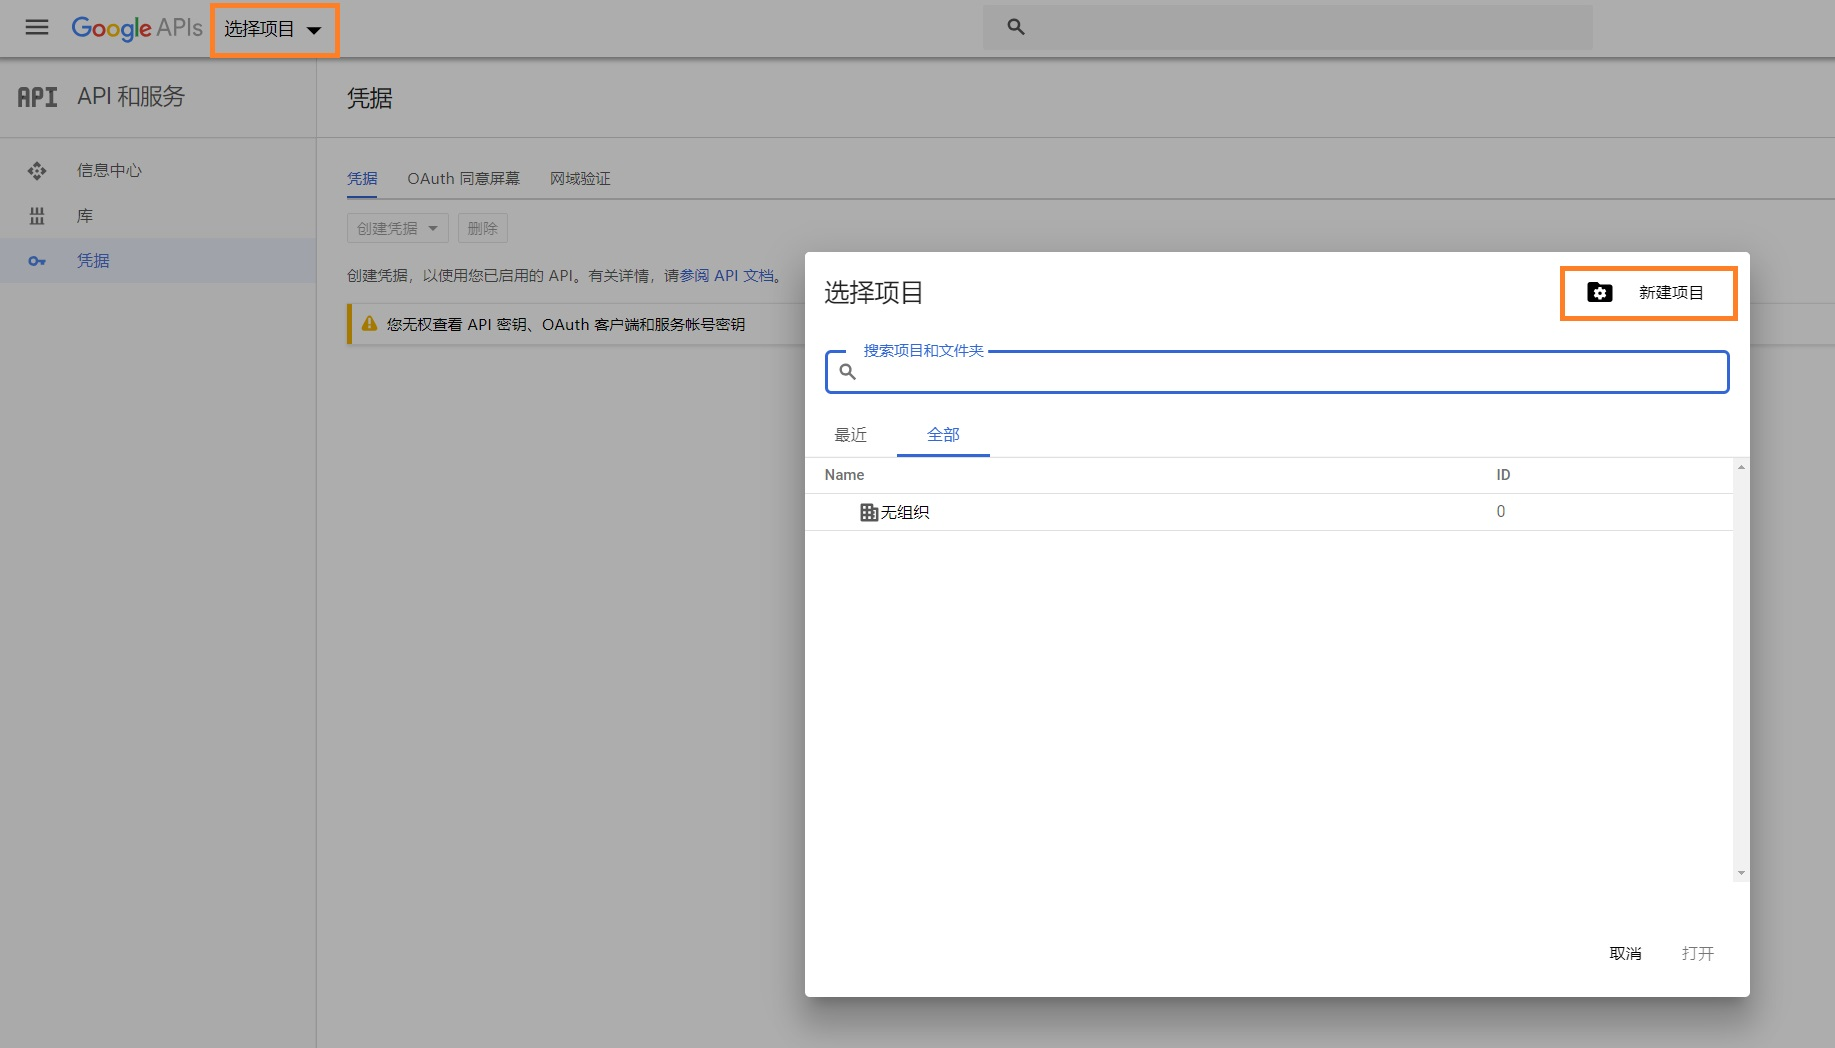 Google APIs 选择项目
API API 和服务
凭据
信息中心
库
凭据
凭据 OAuth 同意屏幕 网域验证
创建凭据 删除
创建凭据，以使用您已启用的 API。有关详情，请参阅 API 文档。
您无权查看 API 密钥、OAuth 客户端和服务帐号密钥
选择项目
新建项目
搜索项目和文件夹
最近 全部
Name ID
无组织 0
取消 打开